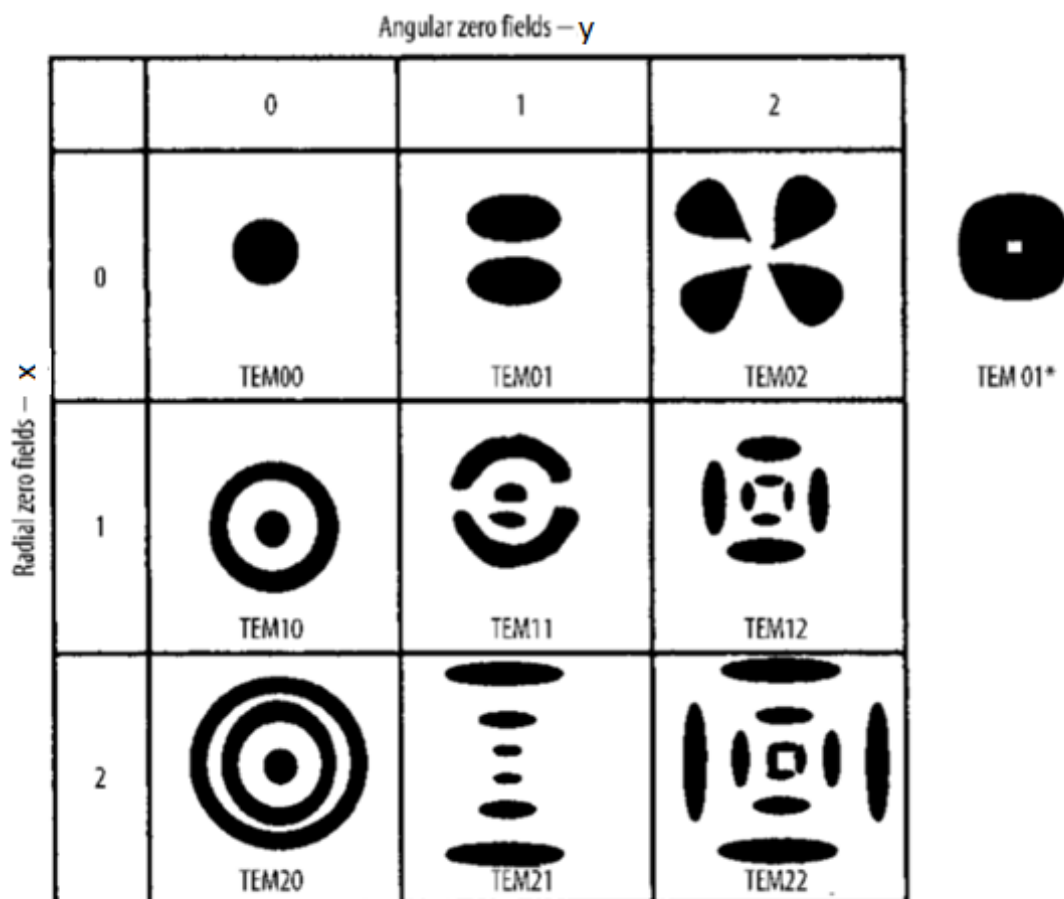 Angular zero fields – y
0 1 2
0
TEM00 TEM01 TEM02 TEM 01*
Radial zero fields – x
1
TEM10 TEM11 TEM12
2
TEM20 TEM21 TEM22